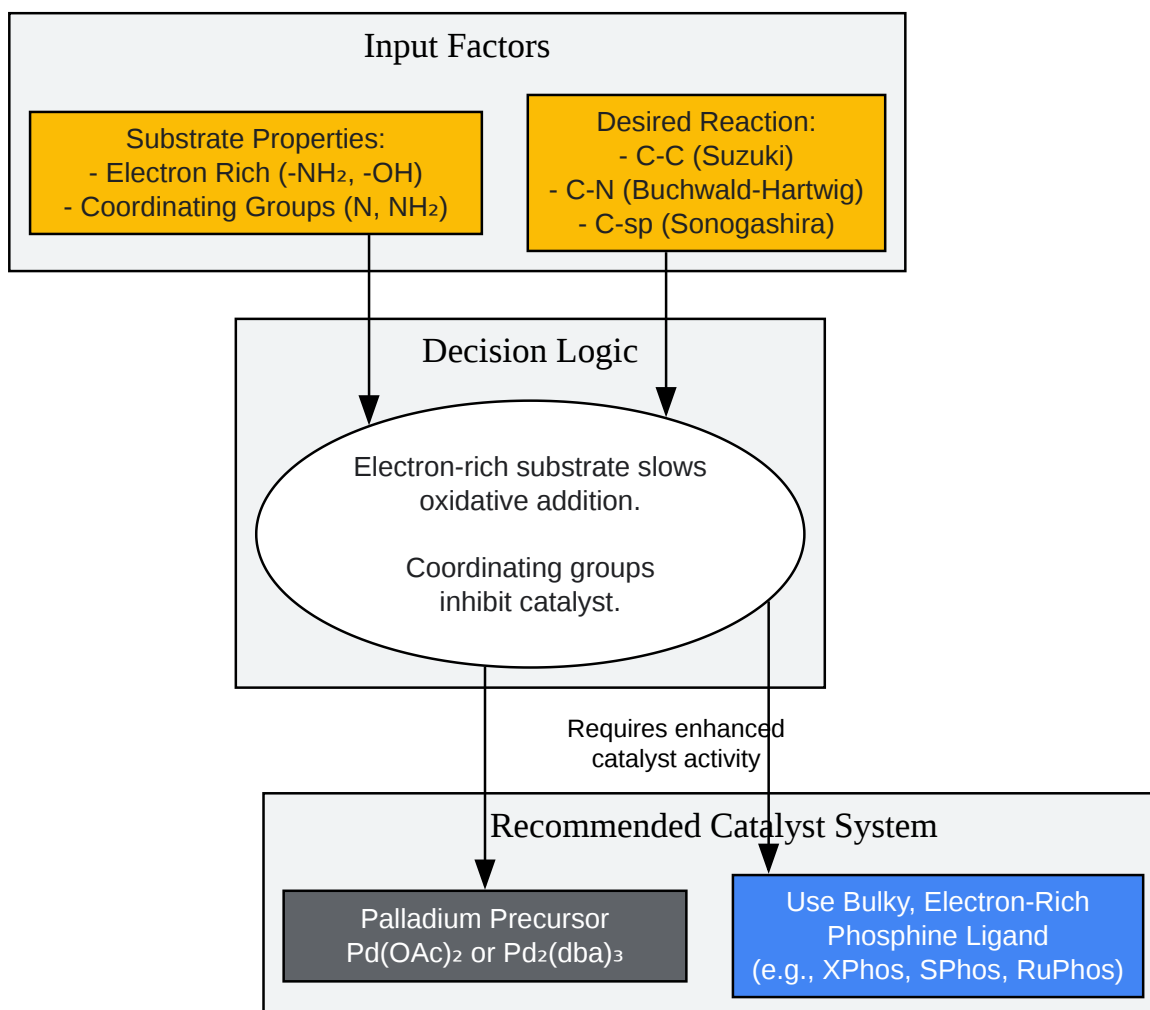 Input Factors
Substrate Properties:
- Electron Rich (-NH₂, -OH)
- Coordinating Groups (N, NH₂)
Desired Reaction:
- C-C (Suzuki)
- C-N (Buchwald-Hartwig)
- C-sp (Sonogashira)
Decision Logic
Electron-rich substrate slows
oxidative addition.
Coordinating groups
inhibit catalyst.
Requires enhanced
catalyst activity
Recommended Catalyst System
Palladium Precursor
Pd(OAc)₂ or Pd₂(dba)₃
Use Bulky, Electron-Rich
Phosphine Ligand
(e.g., XPhos, SPhos, RuPhos)